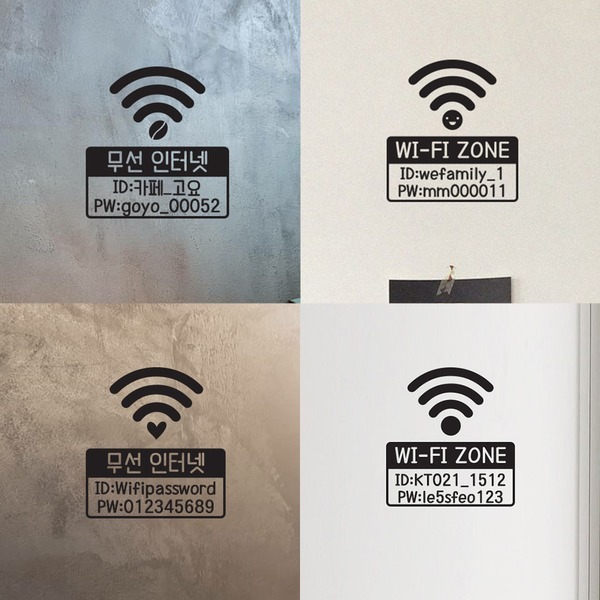 무선 인터넷
ID:카페_고요
PW:goyo_00052
WI-FI ZONE
ID:wefamily_1
PW:mm000011
무선 인터넷
ID:Wifipassword
PW:012345689
WI-FI ZONE
ID:KT021_1512
PW:le5sfeo123